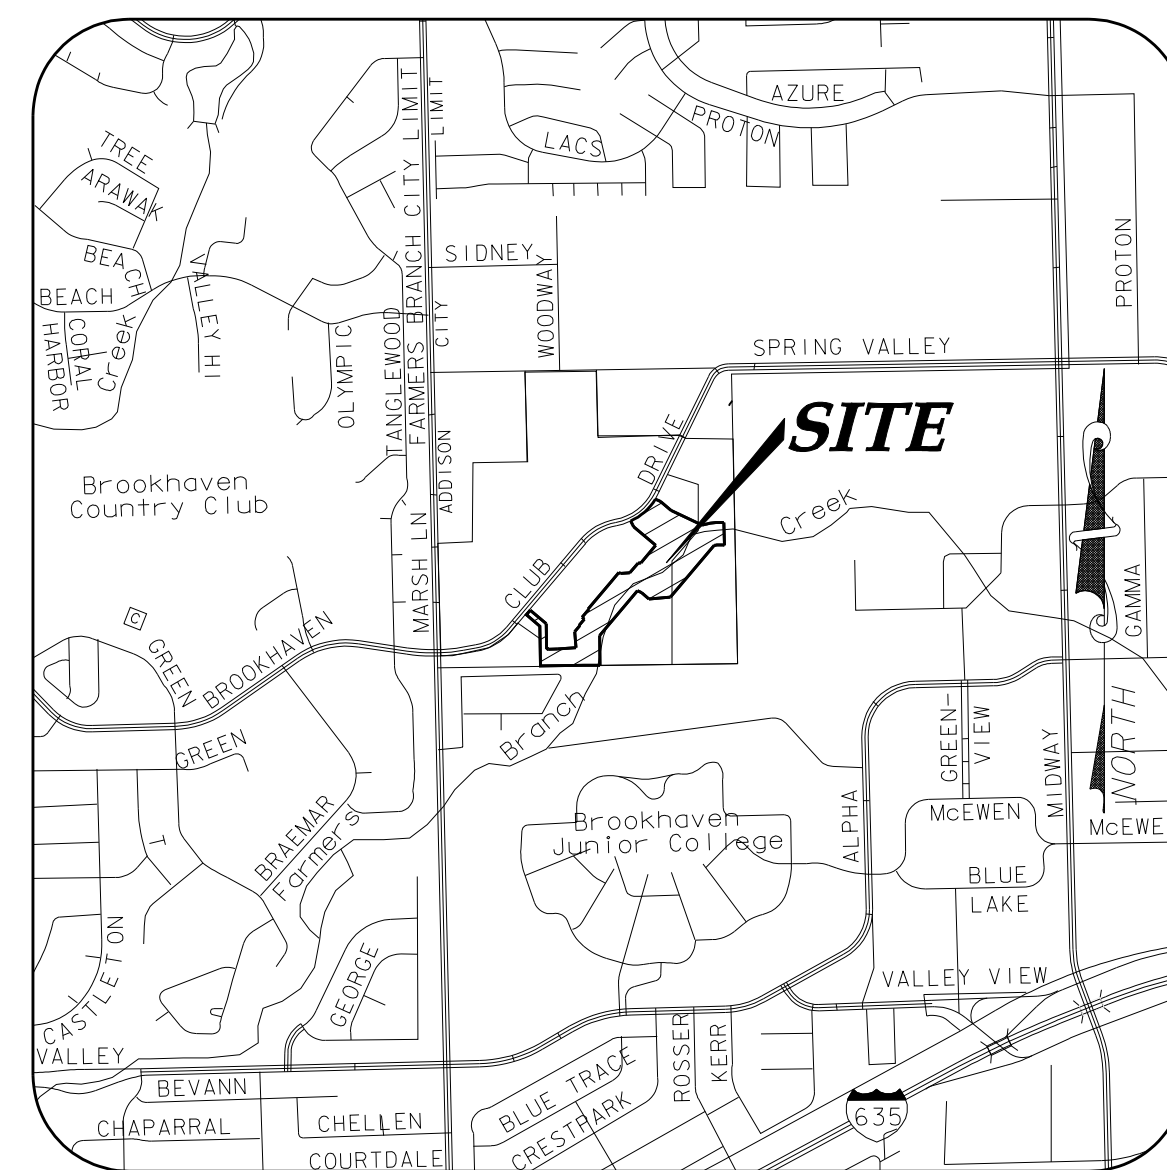 AZURE
PROTON
LACS
TREE
ARAWAK
BEACH
BEACH
CORAL
HARBOR
Creek
VALLEY HI
OLYMPIC
TANGLEWOOD
FARMERS BRANCH CITY LIMIT
ADDISON CITY LIMIT
SIDNEY
WOODWAY
PROTON
SPRING VALLEY
SITE
DRIVE
CLUB
Creek
Brookhaven
Country Club
MARSH LN
C
GREEN
BROOKHAVEN
GREEN
Branch
GAMMA
GREEN-
VIEW
MIDWAY
NORTH
McEWEN
McEWE
ALPHA
BLUE
LAKE
Brookhaven
Junior College
BRAEMAR
Farmers
T
CASTLETON
GEORGE
VALLEY VIEW
VALLEY
BEVANN
CHAPARRAL
CHELLEN
COURTDALE
BLUE TRACE
CRESTPARK
ROSSER
KERR
635